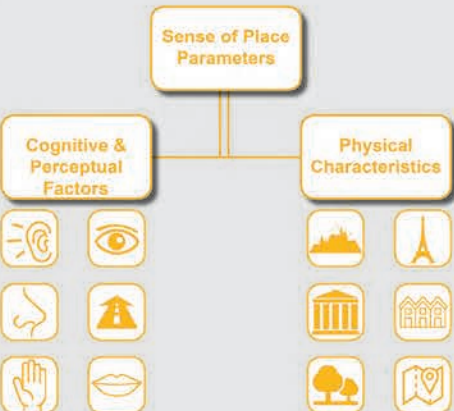 Sense of Place
Parameters
Cognitive &
Perceptual
Factors
Physical
Characteristics